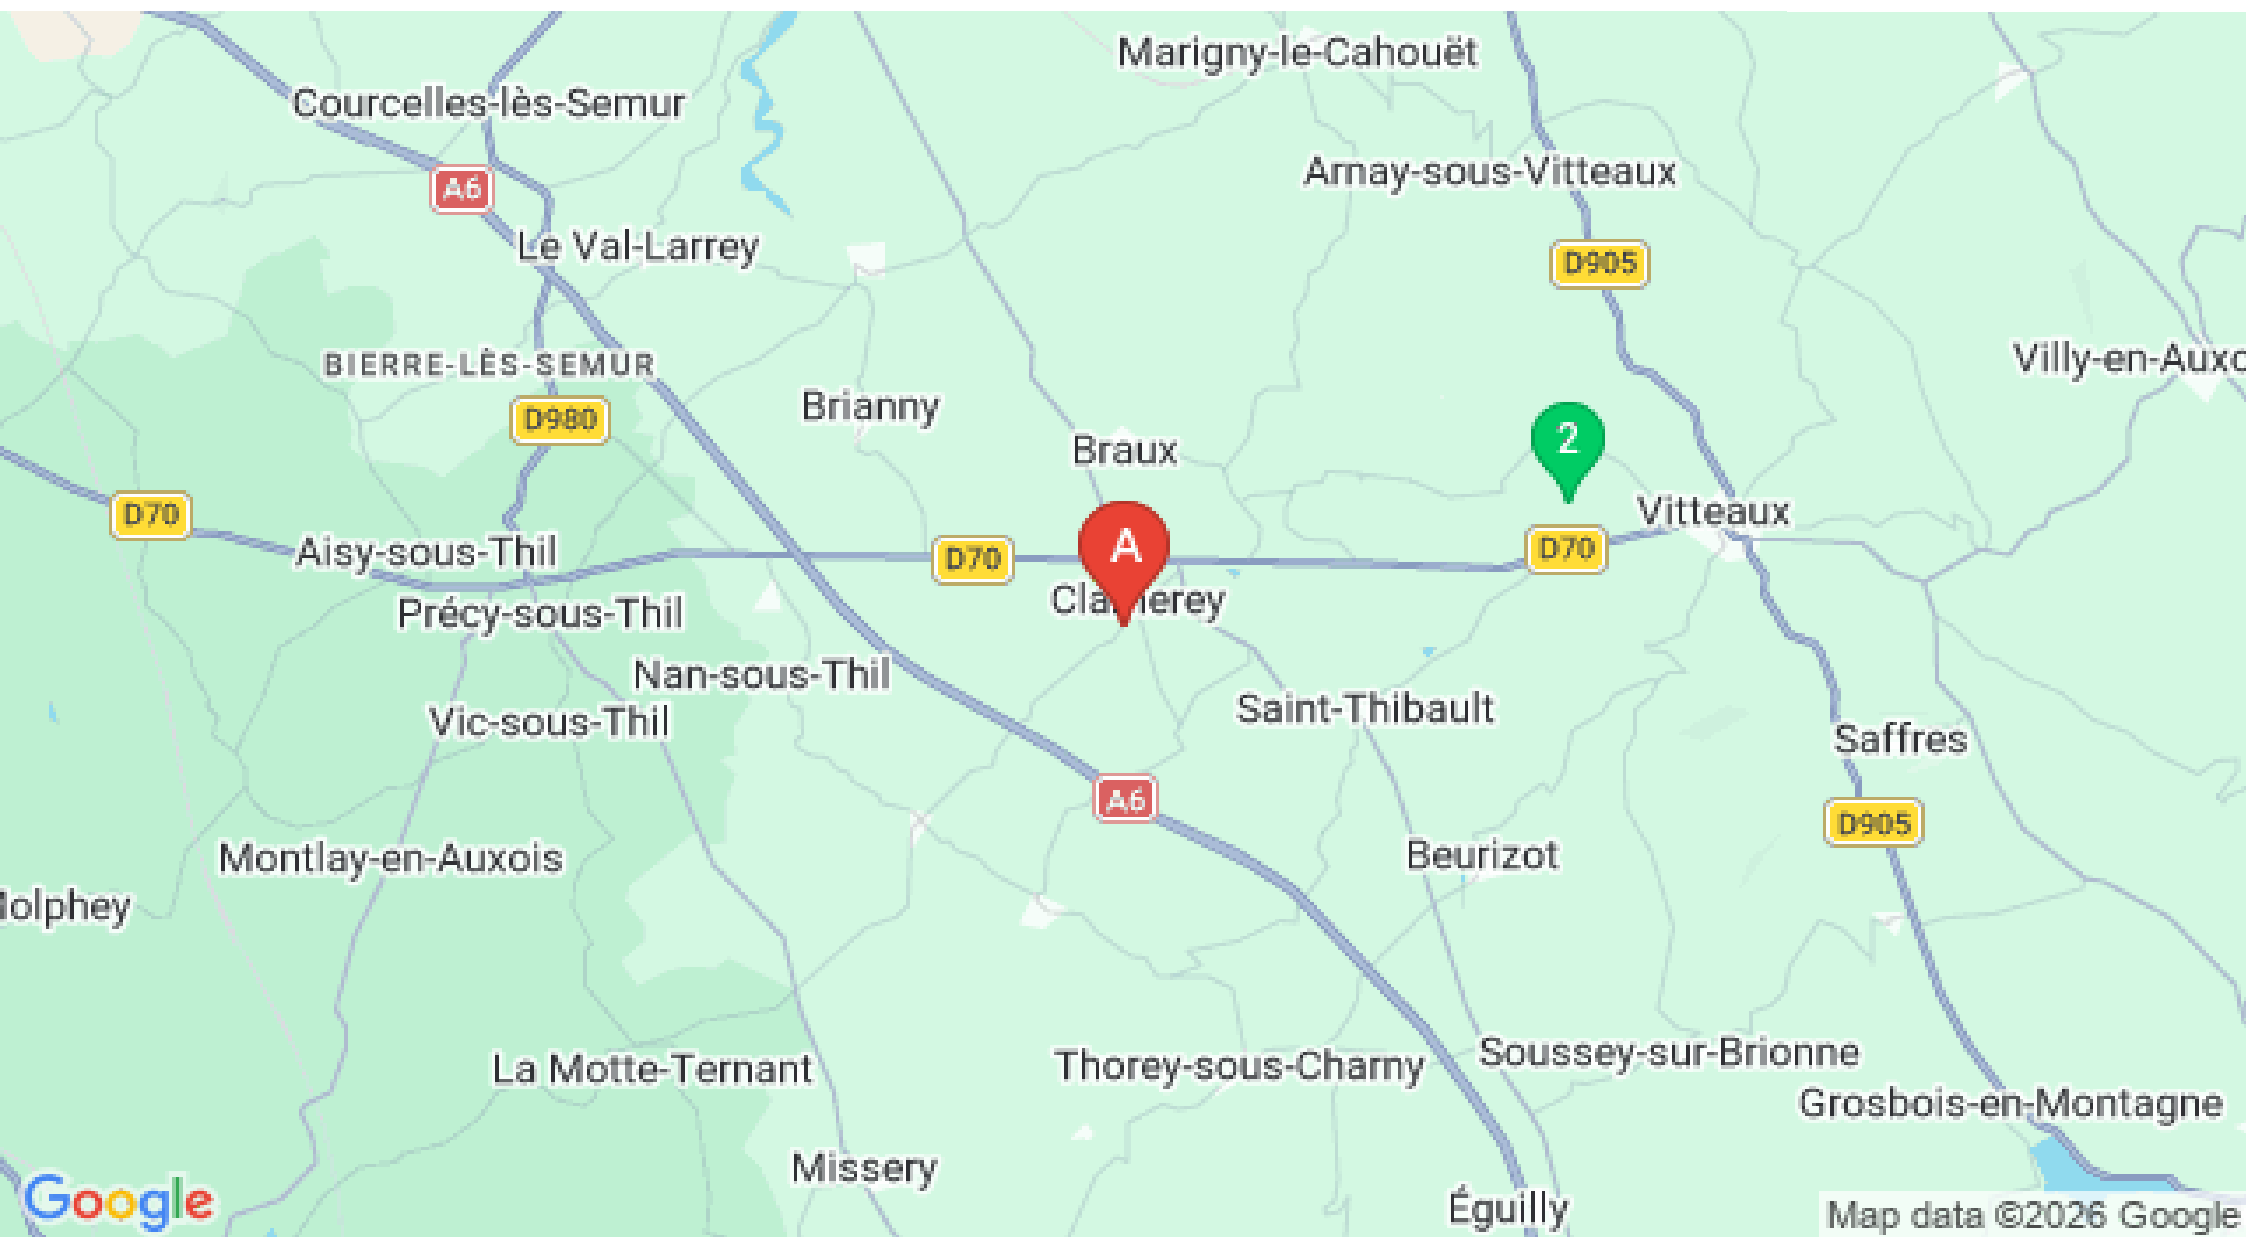 Marigny-le-Cahouët
Courcelles-lès-Semur
Arnay-sous-Vitteaux
A6
Le Val-Larrey
D905
Villy-en-Auxo
BIERRE-LÈS-SEMUR
Brianny
D980
2
Braux
D70
Vitteaux
Aisy-sous-Thil
D70
A
D70
Précy-sous-Thil
Nan-sous-Thil
Vic-sous-Thil
Saint-Thibault
Saffres
A6
D905
Montlay-en-Auxois
Beurizot
olphey
La Motte-Ternant
Thorey-sous-Charny
Soussey-sur-Brionne
Grosbois-en-Montagne
Missery
Éguilly
Google
Map data ©2026 Google